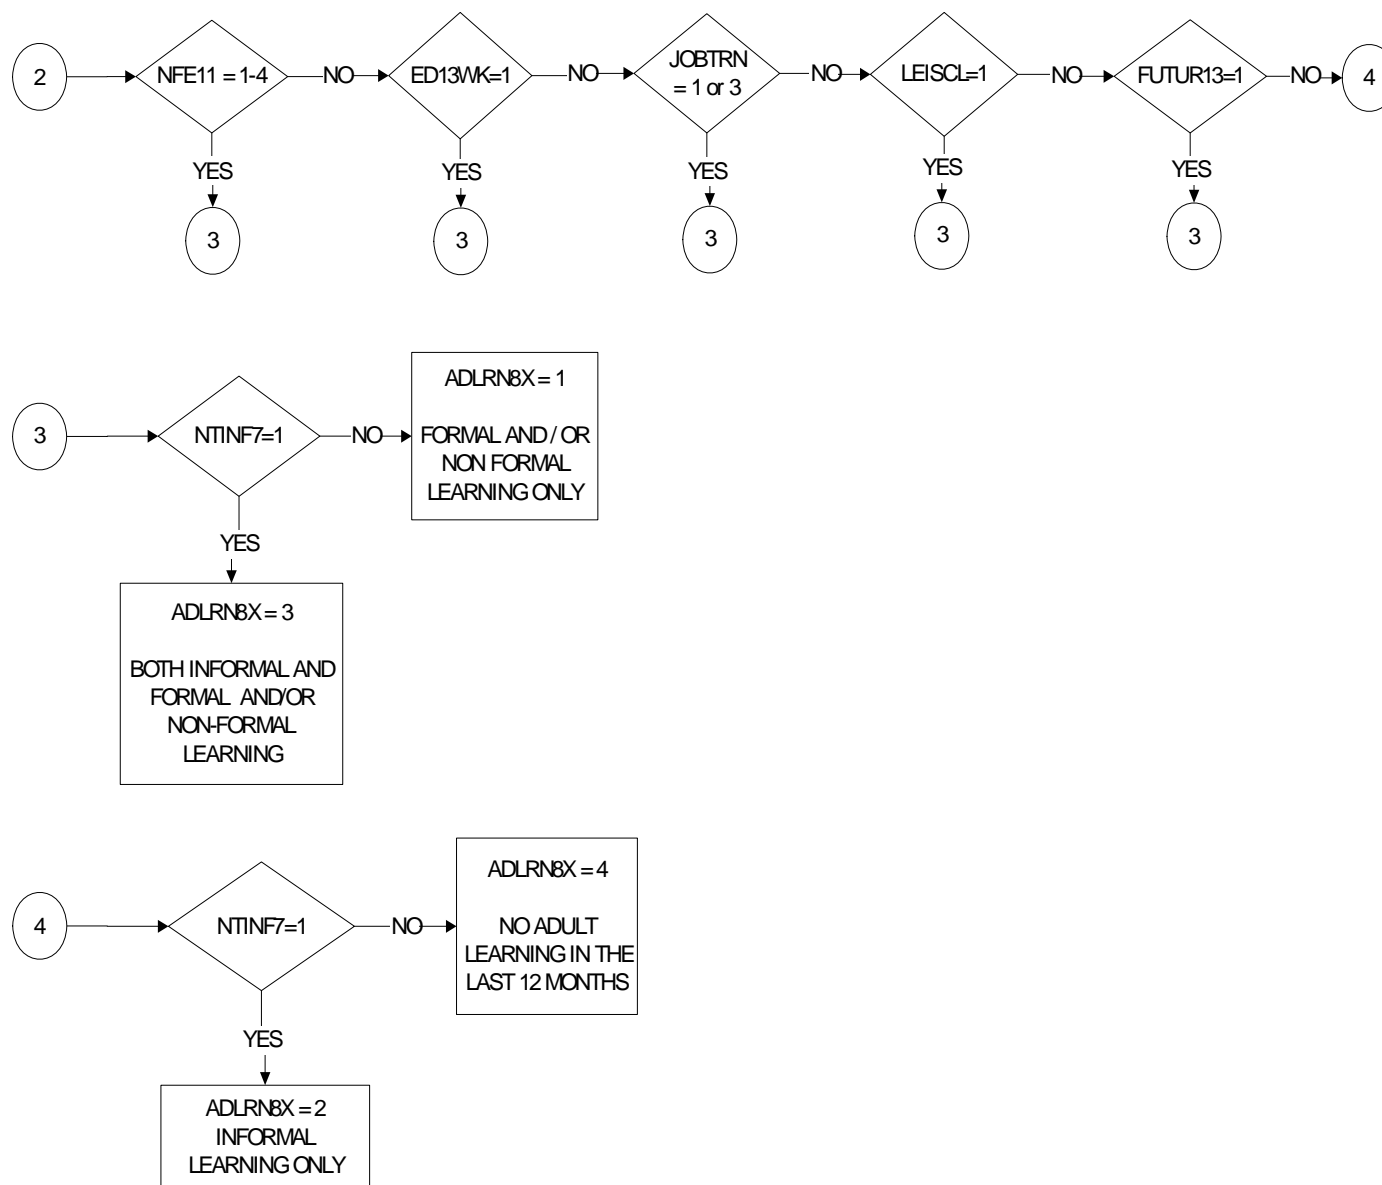 2
NFE11 = 1-4
NO
ED13WK=1
NO
JOBTRN
= 1 or 3
NO
LEISCL=1
NO
FUTUR13=1
NO
4
YES
YES
YES
YES
YES
3
3
3
3
3
3
NTINF7=1
NO
ADLRN8X = 1
FORMAL AND / OR
NON FORMAL
LEARNING ONLY
YES
ADLRN8X = 3
BOTH INFORMAL AND
FORMAL AND/OR
NON-FORMAL
LEARNING
4
NTINF7=1
NO
ADLRN8X = 4
NO ADULT
LEARNING IN THE
LAST 12 MONTHS
YES
ADLRN8X = 2
INFORMAL
LEARNING ONLY